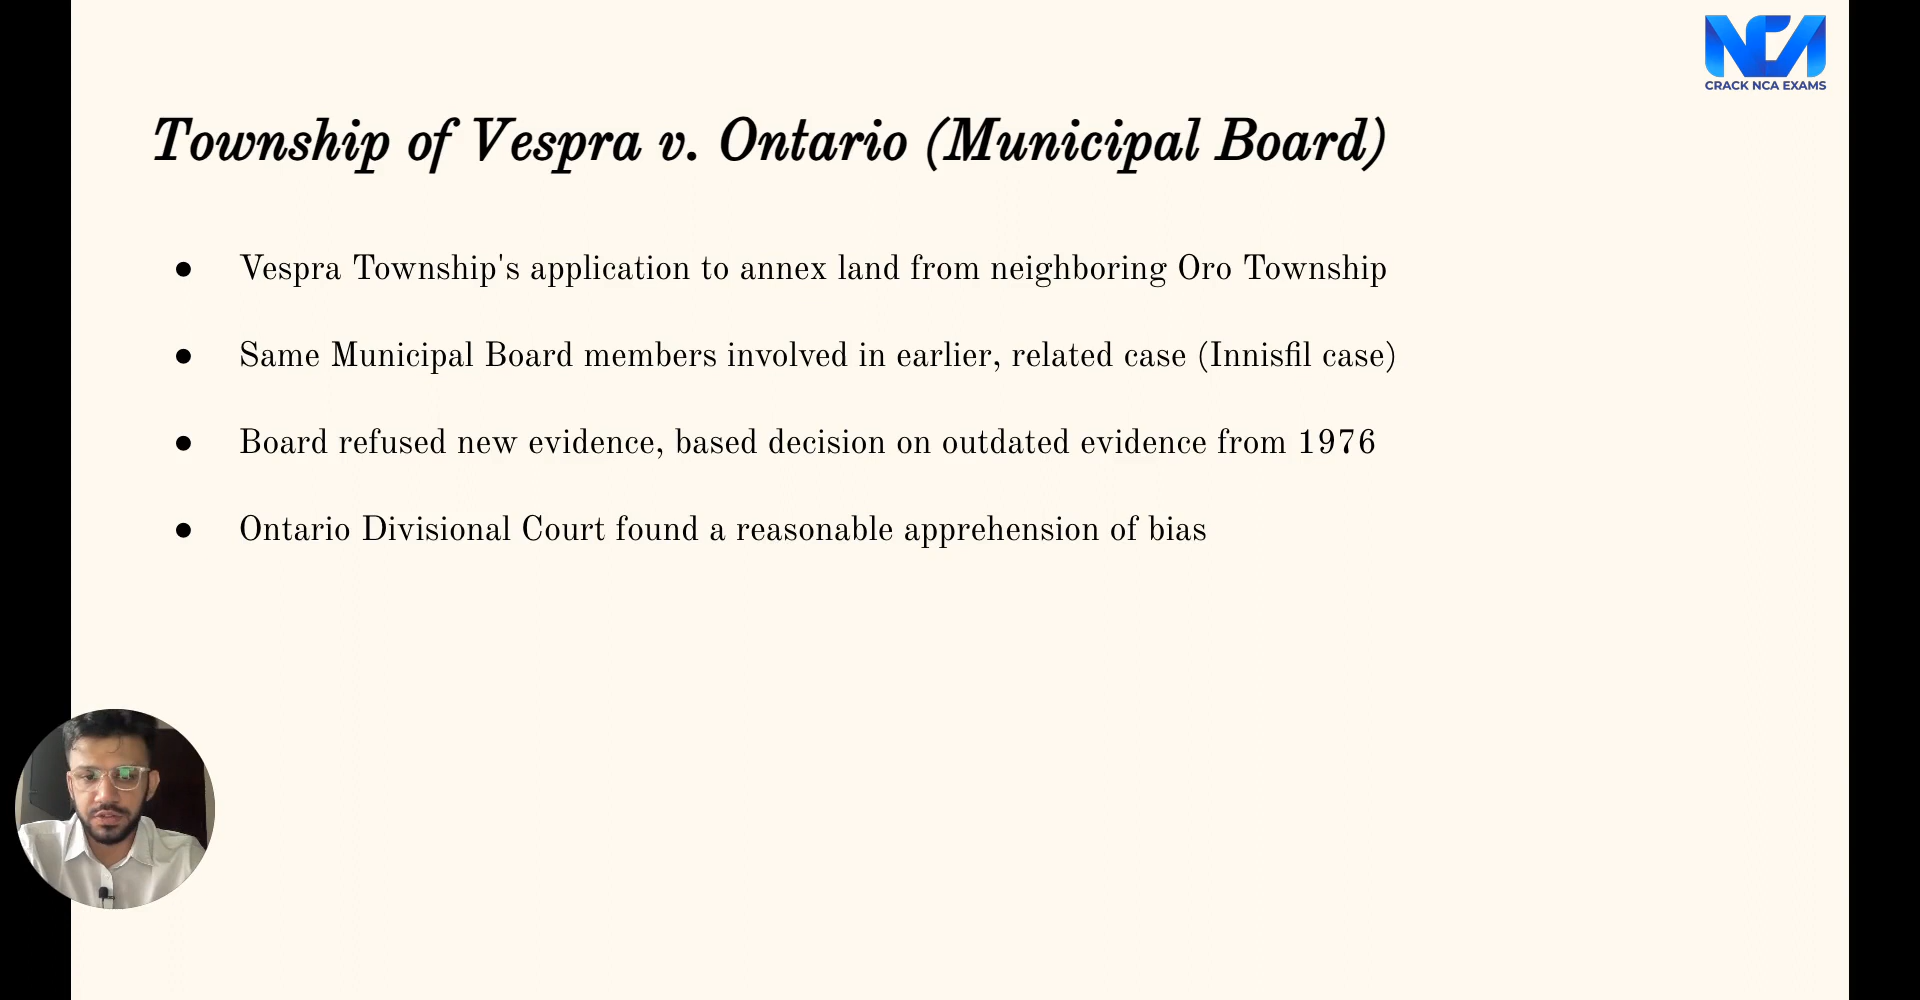 NCA
CRACK NCA EXAMS
Township of Vespra v. Ontario (Municipal Board)
● Vespra Township's application to annex land from neighboring Oro Township
● Same Municipal Board members involved in earlier, related case (Innisfil case)
● Board refused new evidence, based decision on outdated evidence from 1976
● Ontario Divisional Court found a reasonable apprehension of bias